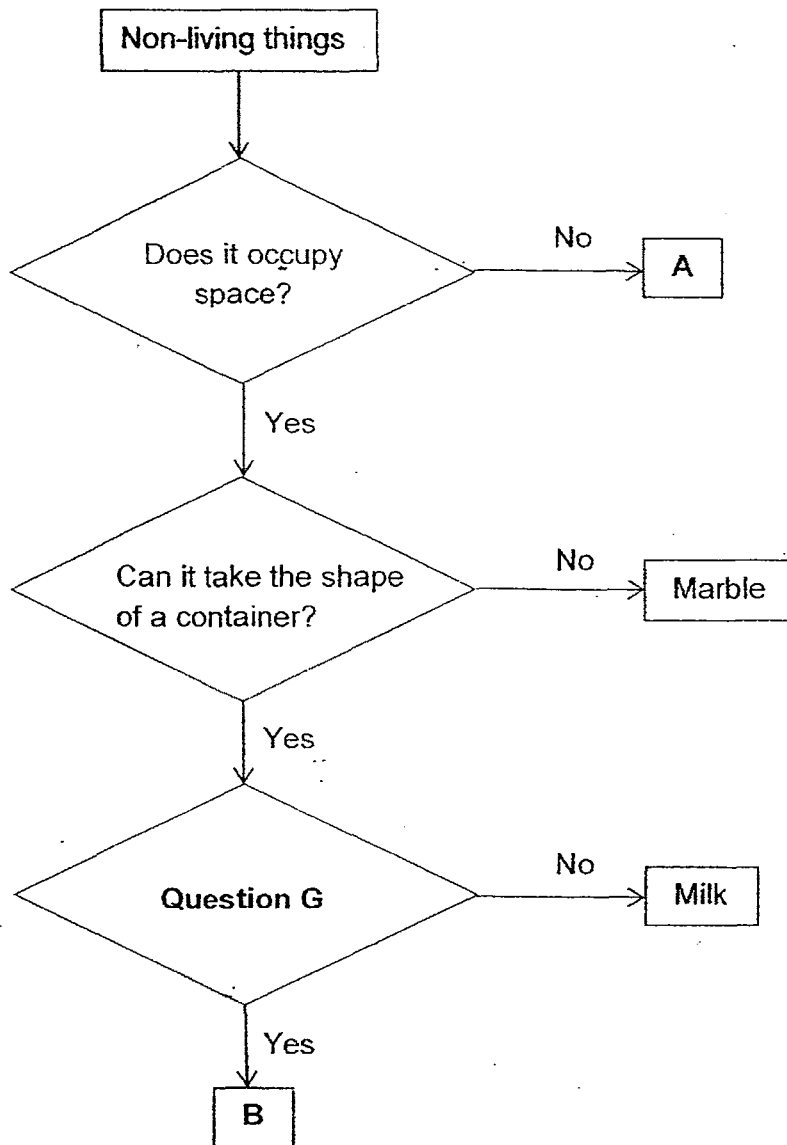 Non-living things
Does it occupy
space?
No
A
Yes
Can it take the shape
of a container?
No
Marble
Yes
Question G
No
Milk
Yes
B